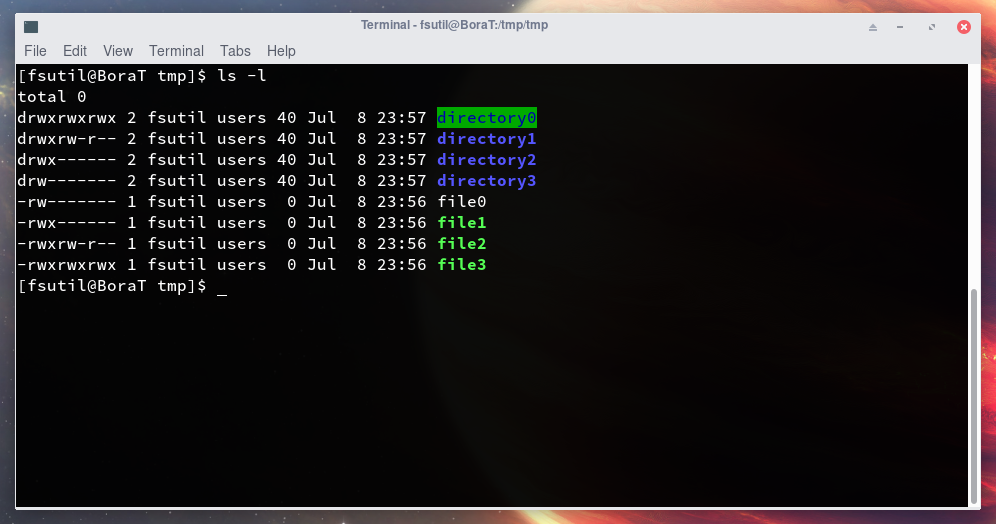 Terminal - fsutil@BoraT:/tmp/tmp
File Edit View Terminal Tabs Help
[fsutil@BoraT tmp]$ ls -l
total 0
drwxrwxrwx 2 fsutil users 40 Jul  8 23:57 directory0
drwxrw-r-- 2 fsutil users 40 Jul  8 23:57 directory1
drwx------ 2 fsutil users 40 Jul  8 23:57 directory2
drw------- 2 fsutil users 40 Jul  8 23:57 directory3
-rw------- 1 fsutil users  0 Jul  8 23:56 file0
-rwx------ 1 fsutil users  0 Jul  8 23:56 file1
-rwxrw-r-- 1 fsutil users  0 Jul  8 23:56 file2
-rwxrwxrwx 1 fsutil users  0 Jul  8 23:56 file3
[fsutil@BoraT tmp]$ _